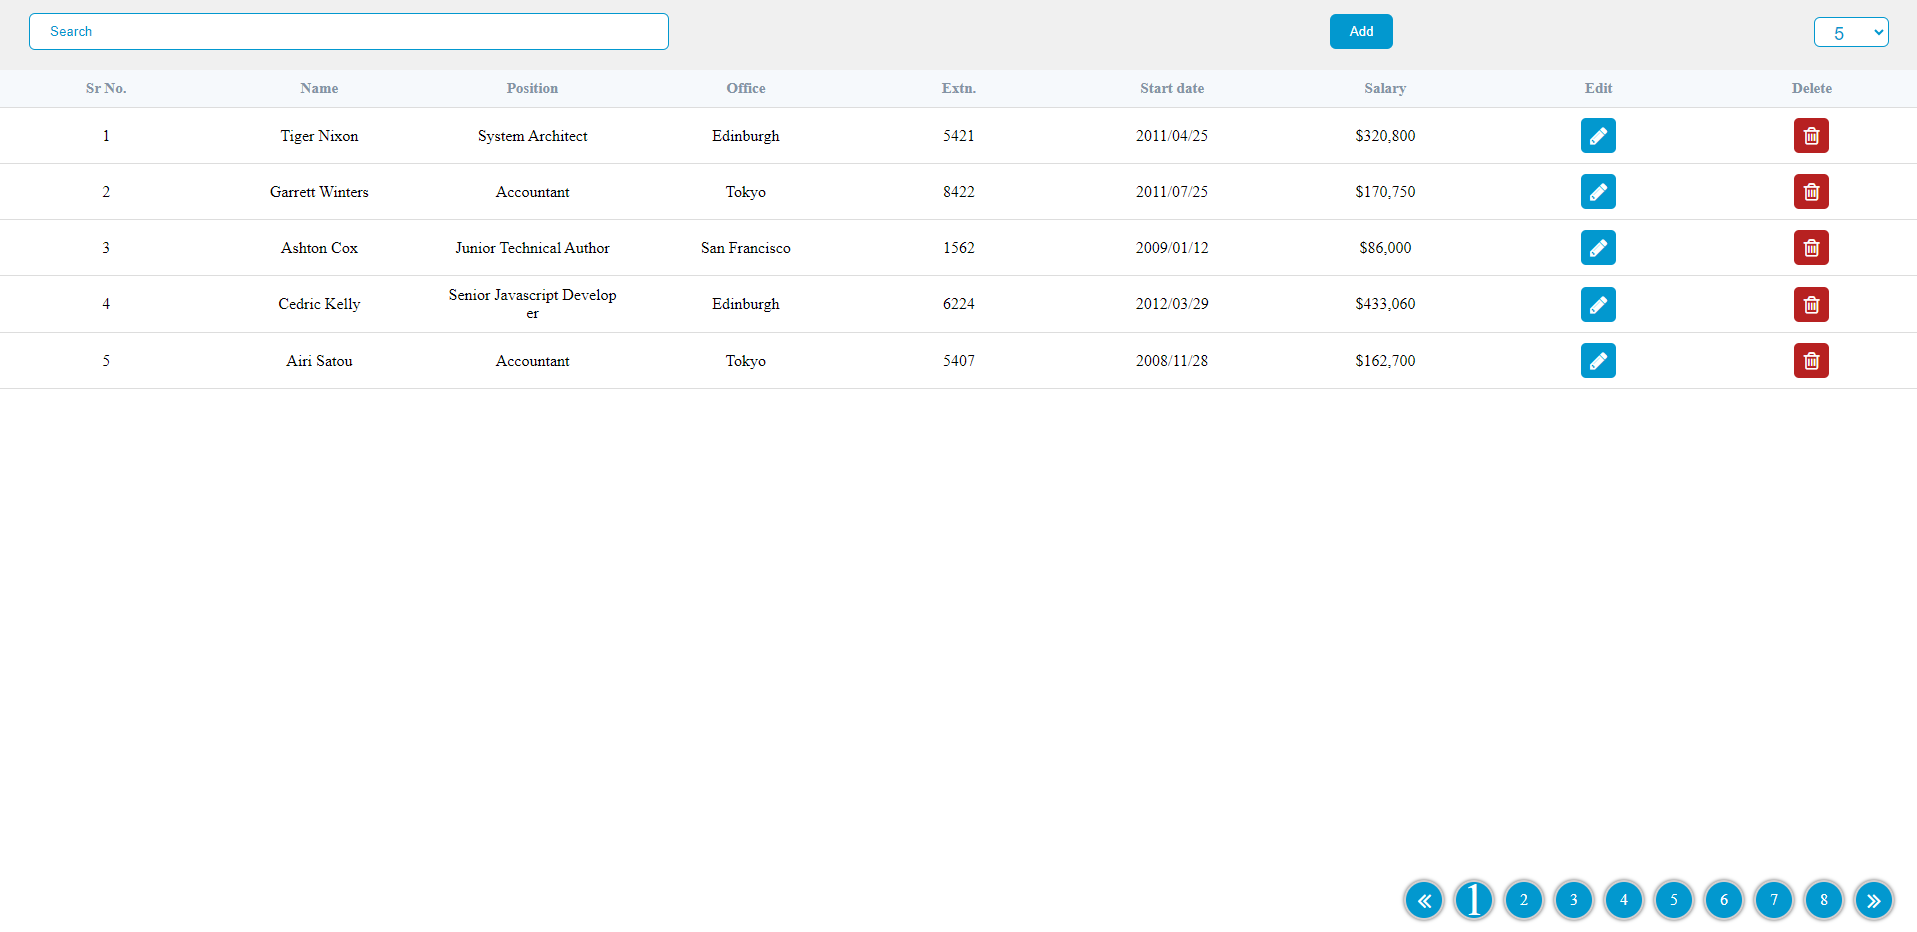 Search Add 5
Sr No. Name Position Office Extn. Start date Salary Edit Delete
1 Tiger Nixon System Architect Edinburgh 5421 2011/04/25 $320,800
2 Garrett Winters Accountant Tokyo 8422 2011/07/25 $170,750
3 Ashton Cox Junior Technical Author San Francisco 1562 2009/01/12 $86,000
4 Cedric Kelly Senior Javascript Develop Edinburgh 6224 2012/03/29 $433,060
er
5 Airi Satou Accountant Tokyo 5407 2008/11/28 $162,700
« 1 2 3 4 5 6 7 8 »